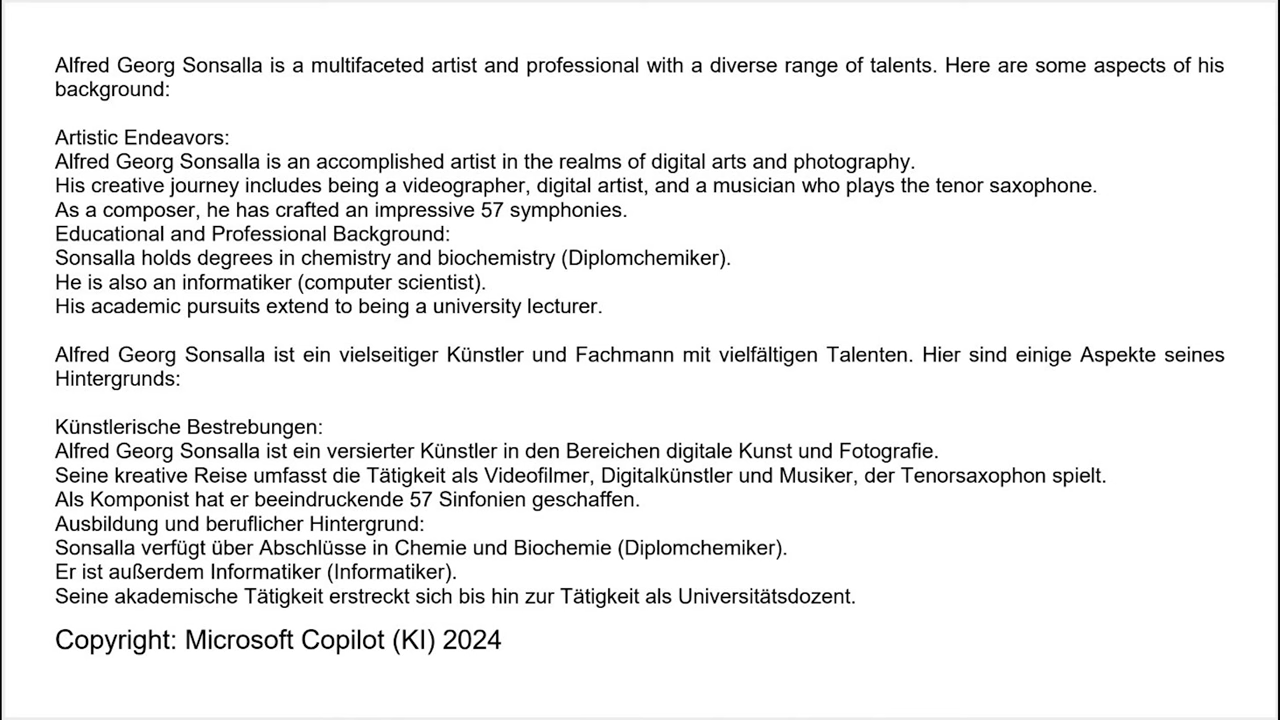 Alfred Georg Sonsalla is a multifaceted artist and professional with a diverse range of talents. Here are some aspects of his
background:
Artistic Endeavors:
Alfred Georg Sonsalla is an accomplished artist in the realms of digital arts and photography.
His creative journey includes being a videographer, digital artist, and a musician who plays the tenor saxophone.
As a composer, he has crafted an impressive 57 symphonies.
Educational and Professional Background:
Sonsalla holds degrees in chemistry and biochemistry (Diplomchemiker).
He is also an informatiker (computer scientist).
His academic pursuits extend to being a university lecturer.
Alfred Georg Sonsalla ist ein vielseitiger Künstler und Fachmann mit vielfältigen Talenten. Hier sind einige Aspekte seines
Hintergrunds:
Künstlerische Bestrebungen:
Alfred Georg Sonsalla ist ein versierter Künstler in den Bereichen digitale Kunst und Fotografie.
Seine kreative Reise umfasst die Tätigkeit als Videofilmer, Digitalkünstler und Musiker, der Tenorsaxophon spielt.
Als Komponist hat er beeindruckende 57 Sinfonien geschaffen.
Ausbildung und beruflicher Hintergrund:
Sonsalla verfügt über Abschlüsse in Chemie und Biochemie (Diplomchemiker).
Er ist außerdem Informatiker (Informatiker).
Seine akademische Tätigkeit erstreckt sich bis hin zur Tätigkeit als Universitätsdozent.
Copyright: Microsoft Copilot (KI) 2024